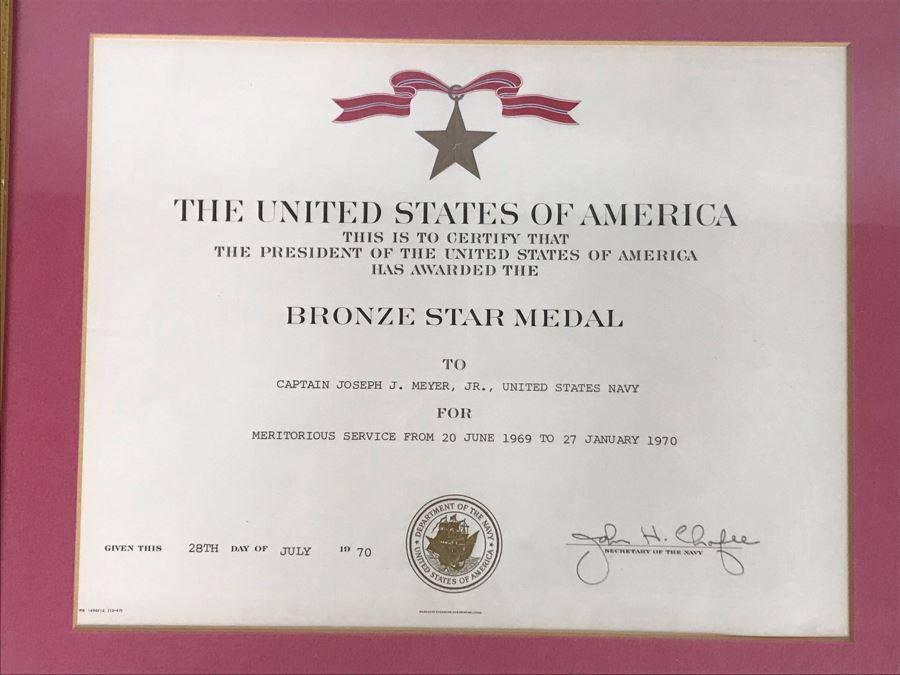 THE UNITED STATES OF AMERICA
THIS IS TO CERTIFY THAT
THE PRESIDENT OF THE UNITED STATES OF AMERICA
HAS AWARDED THE
BRONZE STAR MEDAL
TO
CAPTAIN JOSEPH J. MEYER, JR., UNITED STATES NAVY
FOR
MERITORIOUS SERVICE FROM 20 JUNE 1969 TO 27 JANUARY 1970
GIVEN THIS 28TH DAY OF JULY 19 70
DEPARTMENT OF THE NAVY
UNITED STATES OF AMERICA
John H. Chafee
SECRETARY OF THE NAVY